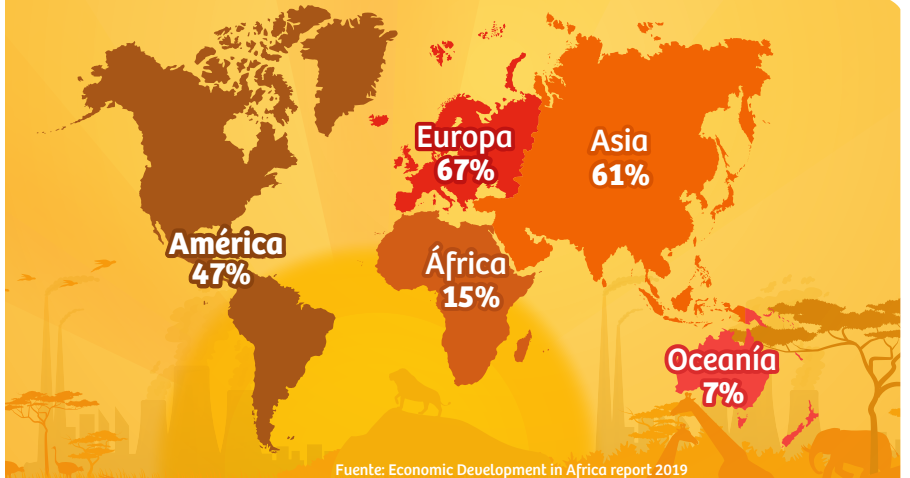 Europa
67%
Asia
61%
América
47%
África
15%
Oceanía
7%
Fuente: Economic Development in Africa report 2019